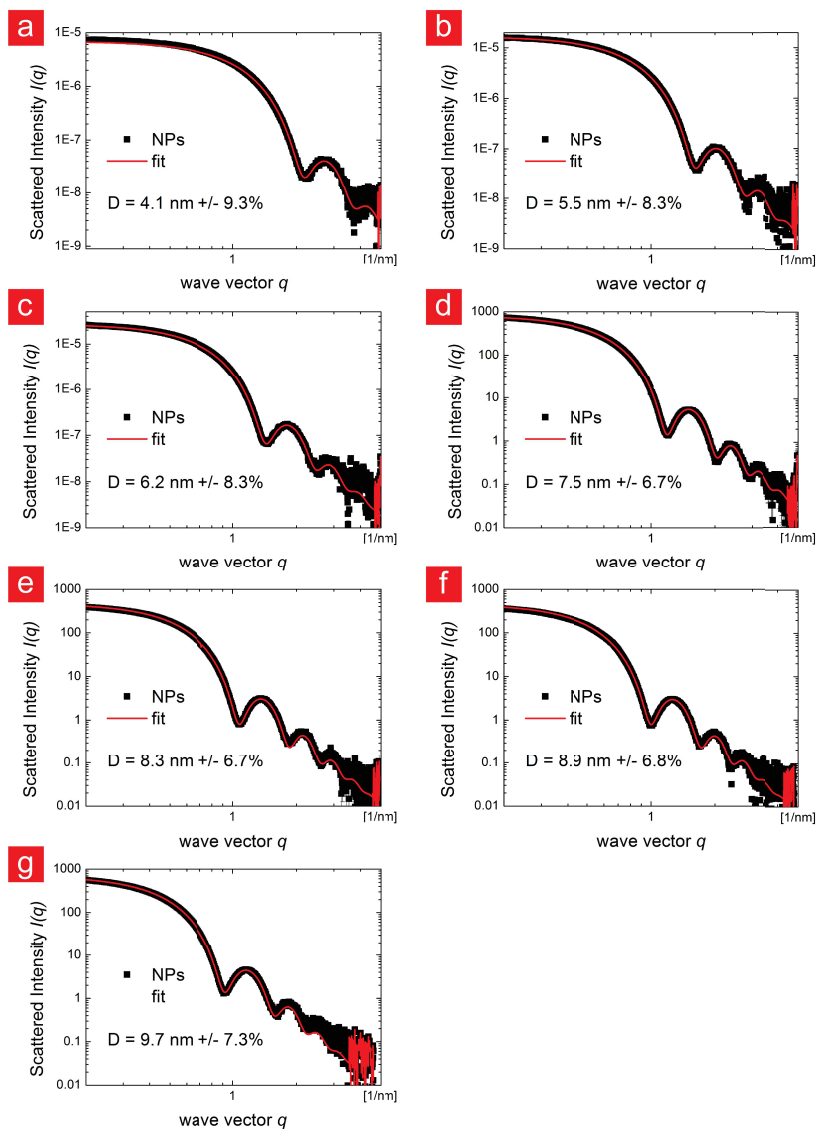 a
1E-5
1E-6
1E-7
1E-8
1E-9
Scattered Intensity I(q)
NPs
fit
D = 4.1 nm +/- 9.3%
1
[1/nm]
wave vector q
b
1E-5
1E-6
1E-7
1E-8
1E-9
Scattered Intensity I(q)
NPs
fit
D = 5.5 nm +/- 8.3%
1
[1/nm]
wave vector q
c
1E-5
1E-6
1E-7
1E-8
1E-9
Scattered Intensity I(q)
NPs
fit
D = 6.2 nm +/- 8.3%
1
[1/nm]
wave vector q
d
1000
100
10
1
0.1
0.01
Scattered Intensity I(q)
NPs
fit
D = 7.5 nm +/- 6.7%
1
[1/nm]
wave vector q
e
1000
100
10
1
0.1
0.01
Scattered Intensity I(q)
NPs
fit
D = 8.3 nm +/- 6.7%
1
[1/nm]
wave vector q
f
1000
100
10
1
0.1
0.01
Scattered Intensity I(q)
NPs
fit
D = 8.9 nm +/- 6.8%
1
[1/nm]
wave vector q
g
1000
100
10
1
0.1
0.01
Scattered Intensity I(q)
NPs
fit
D = 9.7 nm +/- 7.3%
1
[1/nm]
wave vector q